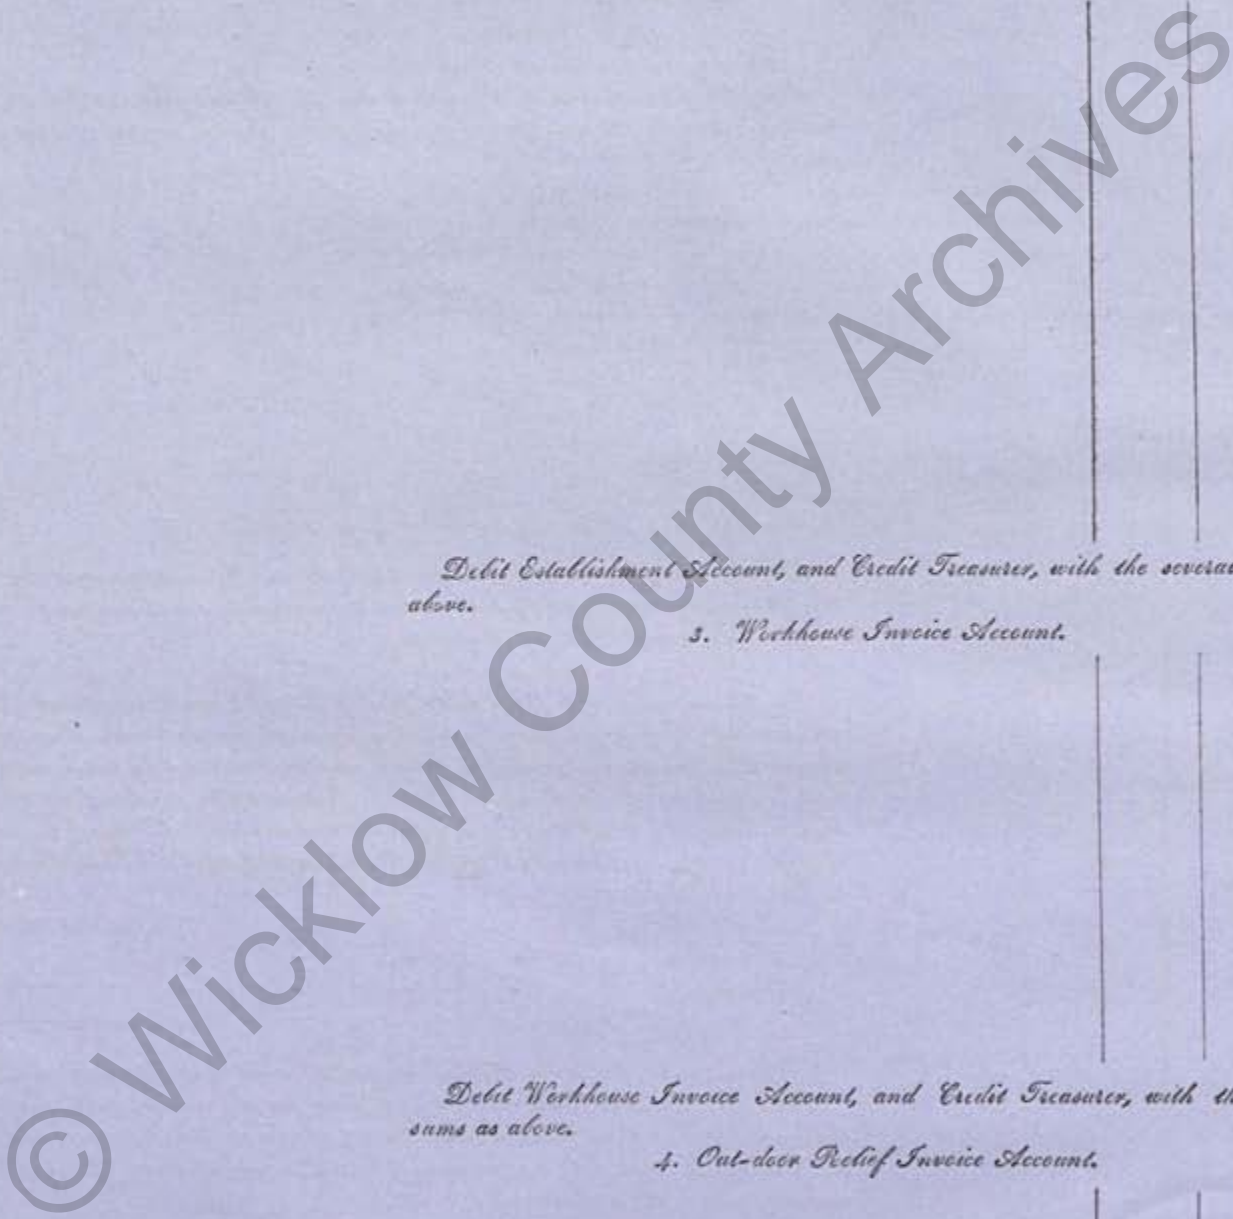 Debit Establishment Account, and Credit Treasurer, with the several
above.
3. Workhouse Invoice Account.
Debit Workhouse Invoice Account, and Credit Treasurer, with th
sums as above.
4. Out-door Relief Invoice Account.
© Wicklow County Archives